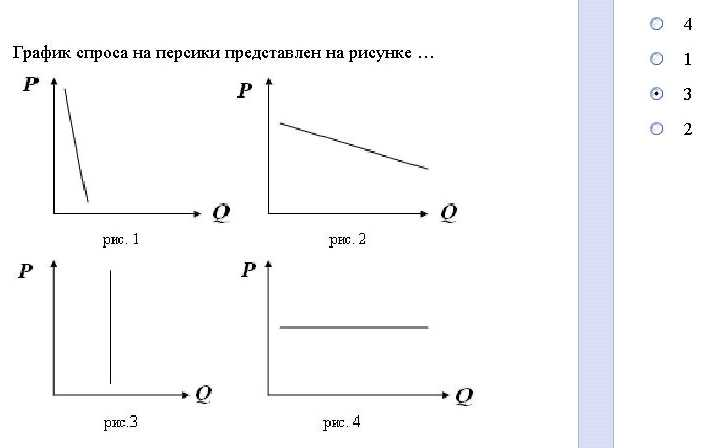 График спроса на персики представлен на рисунке …
P
Q
рис. 1
P
Q
рис. 2
P
Q
рис.3
P
Q
рис. 4
4
1
3
2